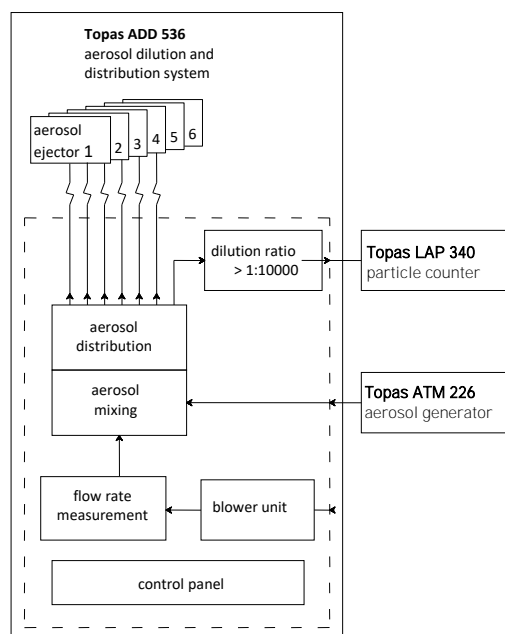 Topas ADD 536
aerosol dilution and
distribution system
aerosol
ejector 1
2
3
4
5
6
dilution ratio
> 1:10000
Topas LAP 340
particle counter
aerosol
distribution
aerosol
mixing
Topas ATM 226
aerosol generator
flow rate
measurement
blower unit
control panel